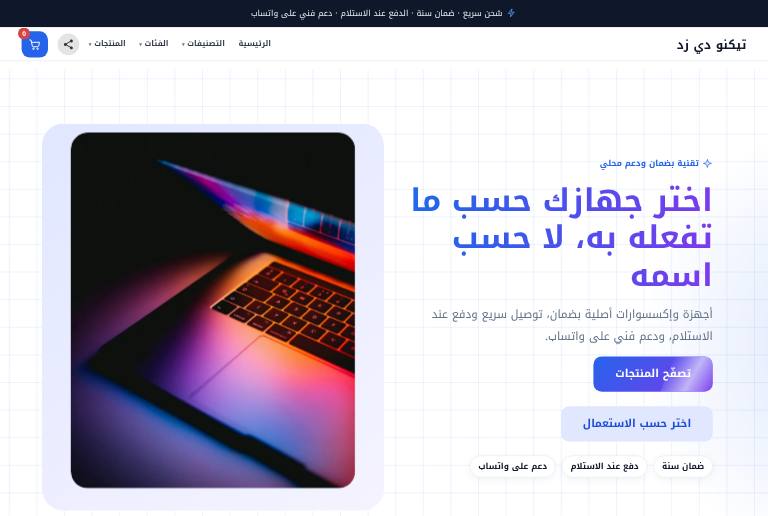 شحن سريع · ضمان سنة · الدفع عند الاستلام · دعم فني على واتساب
تيكنو دي زد
الرئيسية
التصنيفات ▾
الفئات ▾
المنتجات ▾
0
تقنية بضمان ودعم محلي
اختر جهازك حسب ما
تفعله به، لا حسب
اسمه
أجهزة وإكسسوارات أصلية بضمان، توصيل سريع ودفع عند
الاستلام، ودعم فني على واتساب.
تصفّح المنتجات
اختر حسب الاستعمال
ضمان سنة
دفع عند الاستلام
دعم على واتساب